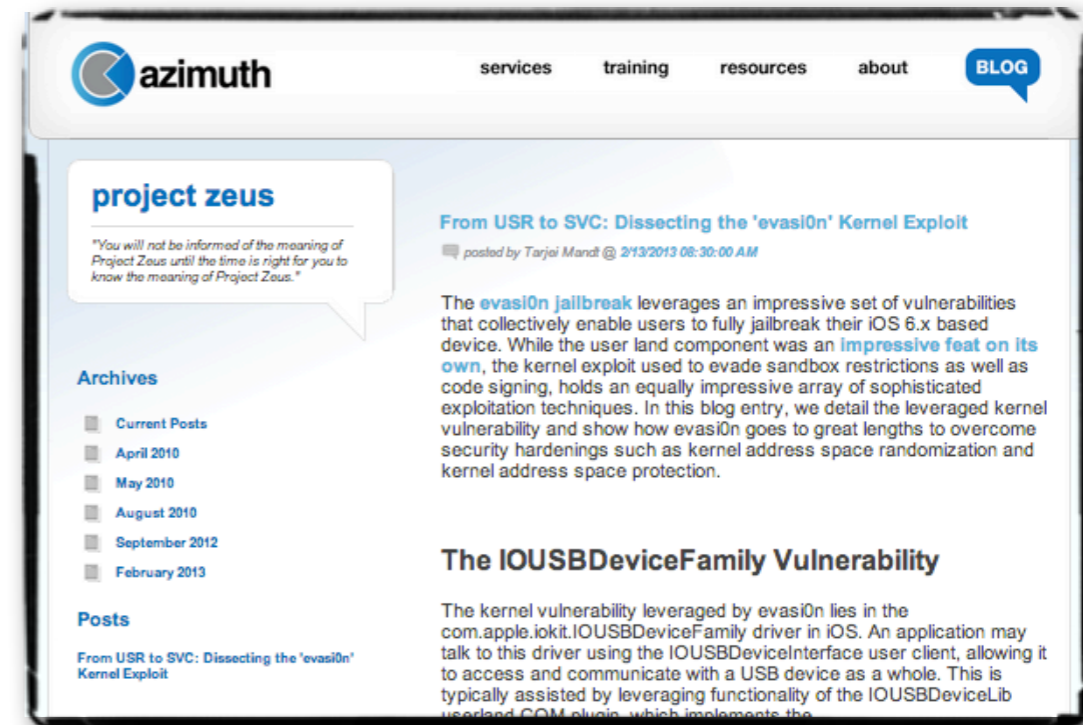 azimuth
services training resources about BLOG
project zeus
"You will not be informed of the meaning of
Project Zeus until the time is right for you to
know the meaning of Project Zeus."
Archives
Current Posts
April 2010
May 2010
August 2010
September 2012
February 2013
Posts
From USR to SVC: Dissecting the 'evasi0n'
Kernel Exploit
From USR to SVC: Dissecting the 'evasi0n' Kernel Exploit
posted by Tarjei Mandt @ 2/13/2013 08:30:00 AM
The evasi0n jailbreak leverages an impressive set of vulnerabilities
that collectively enable users to fully jailbreak their iOS 6.x based
device. While the user land component was an impressive feat on its
own, the kernel exploit used to evade sandbox restrictions as well as
code signing, holds an equally impressive array of sophisticated
exploitation techniques. In this blog entry, we detail the leveraged kernel
vulnerability and show how evasi0n goes to great lengths to overcome
security hardenings such as kernel address space randomization and
kernel address space protection.
The IOUSBDeviceFamily Vulnerability
The kernel vulnerability leveraged by evasi0n lies in the
com.apple.iokit.IOUSBDeviceFamily driver in iOS. An application may
talk to this driver using the IOUSBDeviceInterface user client, allowing it
to access and communicate with a USB device as a whole. This is
typically assisted by leveraging functionality of the IOUSBDeviceLib
userland COM plugin, which implements the